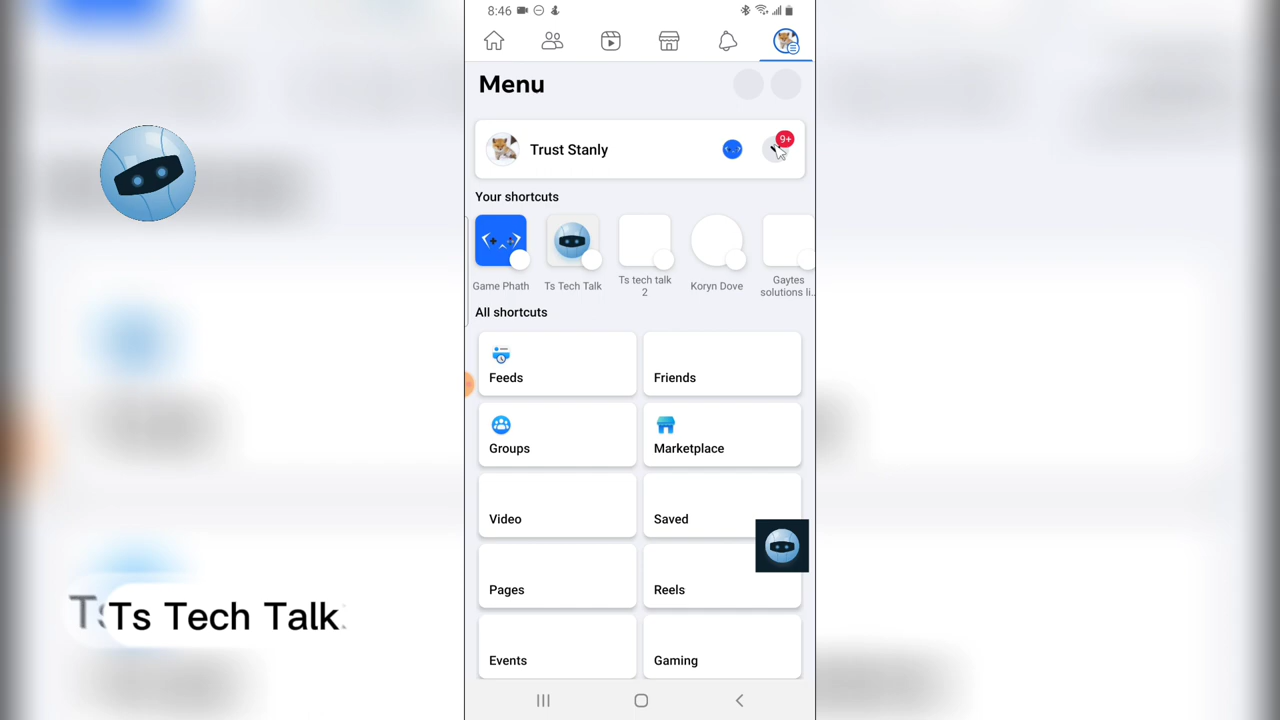 8:46
Menu
9+
Trust Stanly
Your shortcuts
Game Phath
Ts Tech Talk
Ts tech talk
2
Koryn Dove
Gaytes
solutions li..
All shortcuts
Feeds
Friends
Groups
Marketplace
Video
Saved
Pages
Reels
Events
Gaming
Ts Tech Talk